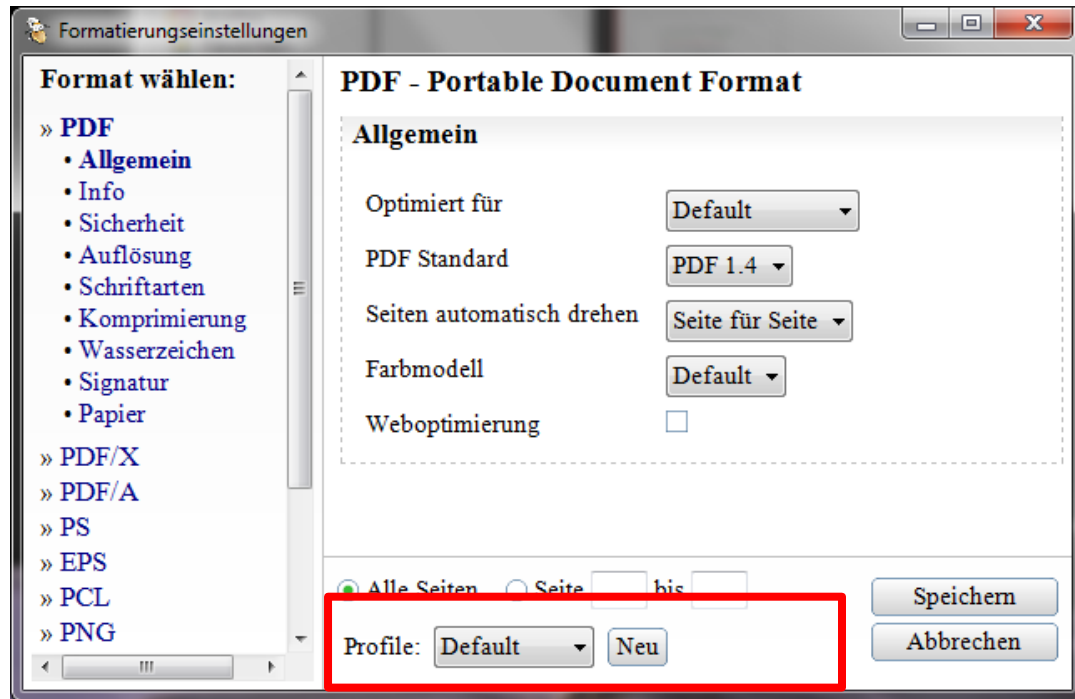 Formatierungseinstellungen
Format wählen:
» PDF
• Allgemein
• Info
• Sicherheit
• Auflösung
• Schriftarten
• Komprimierung
• Wasserzeichen
• Signatur
• Papier
» PDF/X
» PDF/A
» PS
» EPS
» PCL
» PNG
PDF - Portable Document Format
Allgemein
Optimiert für Default
PDF Standard PDF 1.4
Seiten automatisch drehen Seite für Seite
Farbmodell Default
Weboptimierung
Alle Seiten Seite bis
Profile: Default Neu
Speichern
Abbrechen